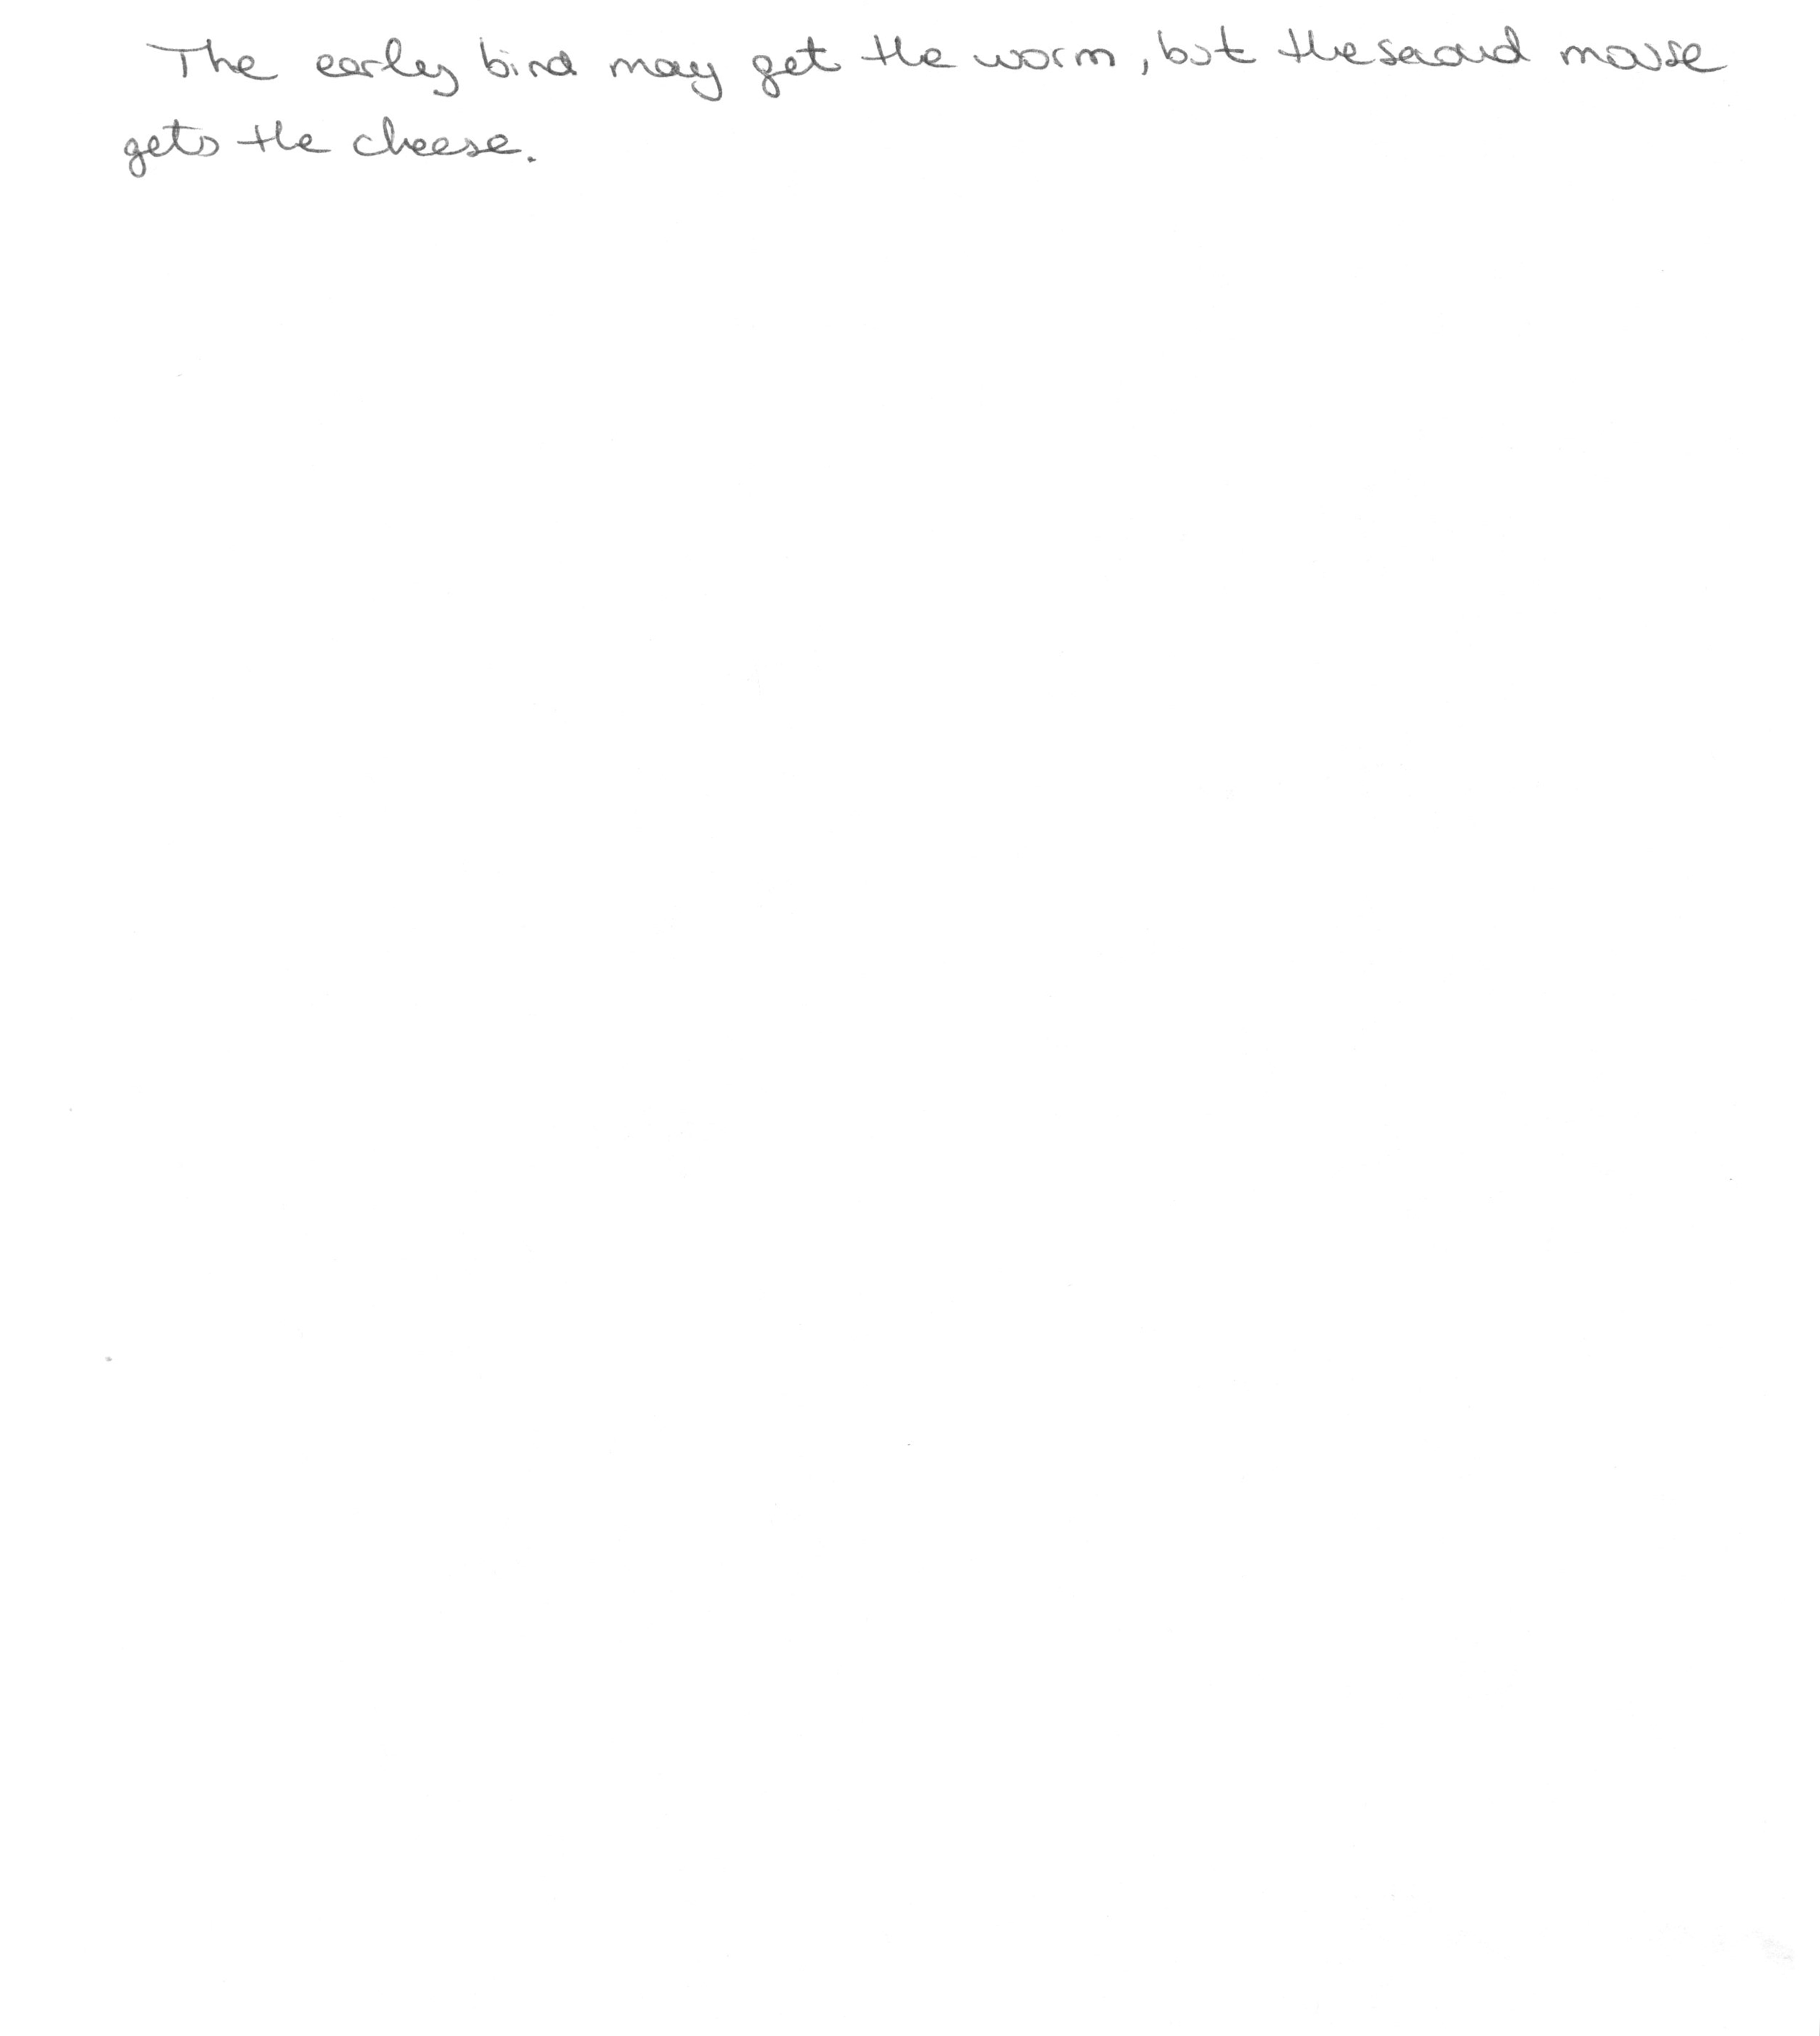 The early bird may get the worm, but the second mouse
gets the cheese.